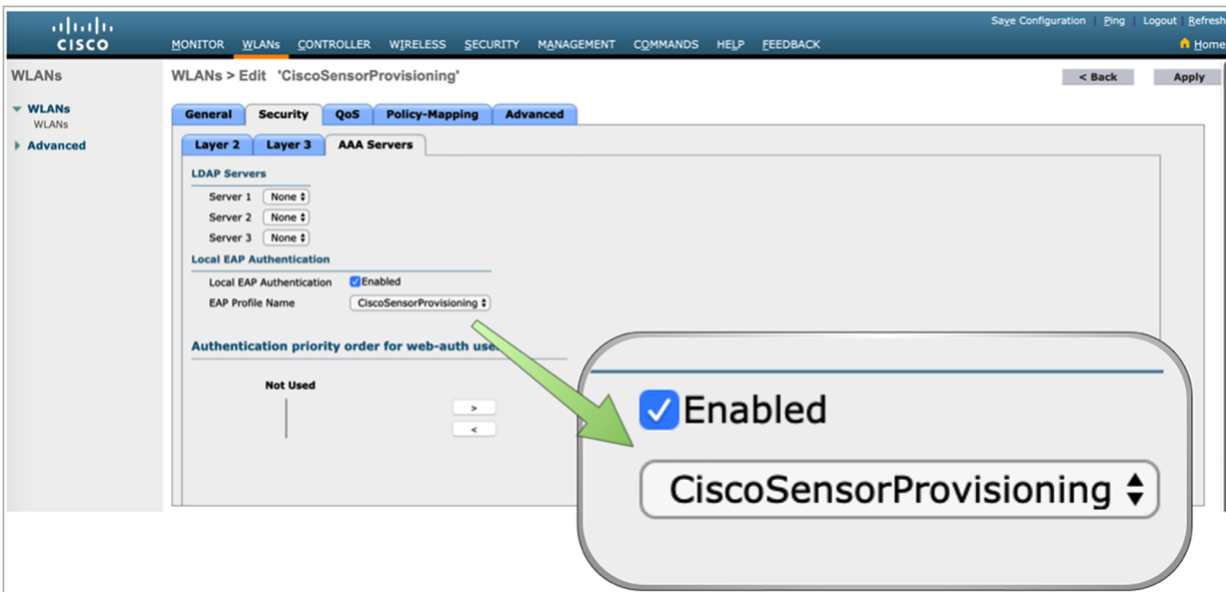 Save Configuration | Ping | Logout | Refresh
CISCO
MONITOR WLANs CONTROLLER WIRELESS SECURITY MANAGEMENT COMMANDS HELP FEEDBACK Home
WLANs
WLANs > Edit 'CiscoSensorProvisioning'
< Back Apply
WLANs
WLANs
Advanced
General Security QoS Policy-Mapping Advanced
Layer 2 Layer 3 AAA Servers
LDAP Servers
Server 1 None
Server 2 None
Server 3 None
Local EAP Authentication
Local EAP Authentication Enabled
EAP Profile Name CiscoSensorProvisioning
Authentication priority order for web-auth use
Not Used
>
<
Enabled
CiscoSensorProvisioning